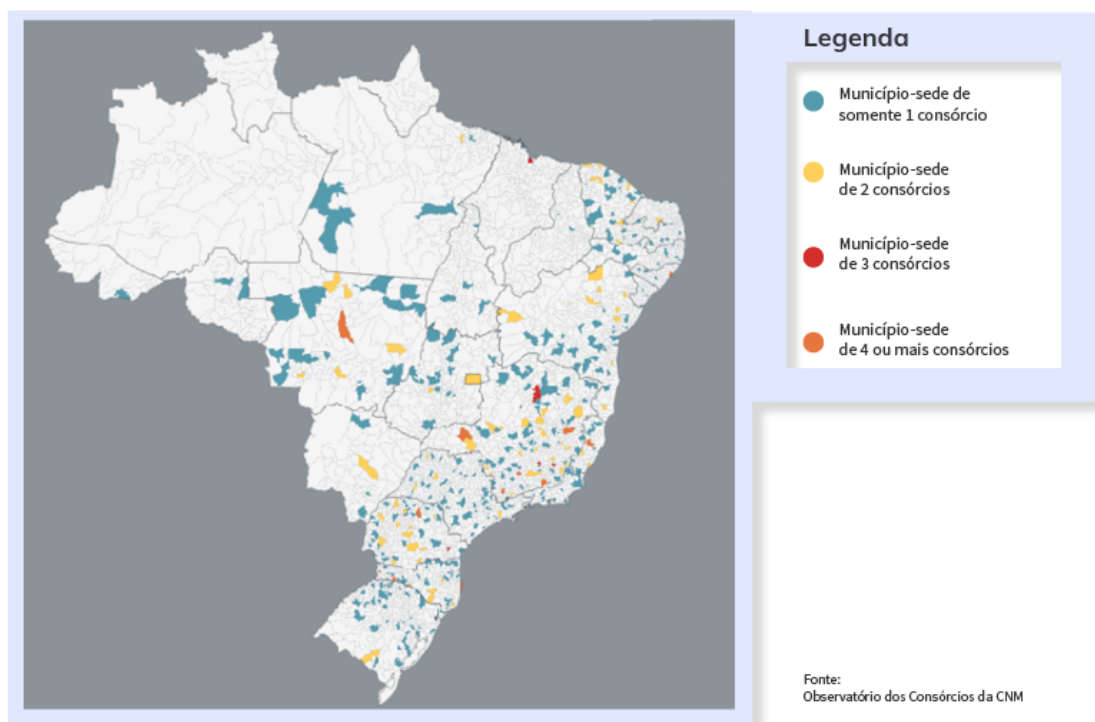 Legenda
Município-sede de
somente 1 consórcio
Município-sede
de 2 consórcios
Município-sede
de 3 consórcios
Município-sede
de 4 ou mais consórcios
Fonte:
Observatório dos Consórcios da CNM